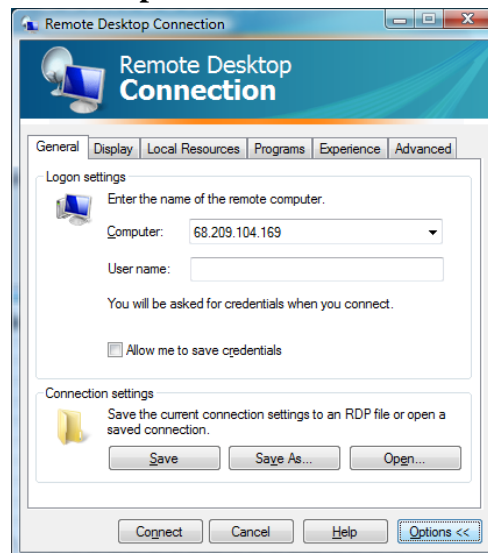 Remote Desktop Connection
Remote Desktop
Connection
General Display Local Resources Programs Experience Advanced
Logon settings
Enter the name of the remote computer.
Computer: 68.209.104.169
User name:
You will be asked for credentials when you connect.
Allow me to save credentials
Connection settings
Save the current connection settings to an RDP file or open a
saved connection.
Save Save As... Open...
Connect Cancel Help Options <<